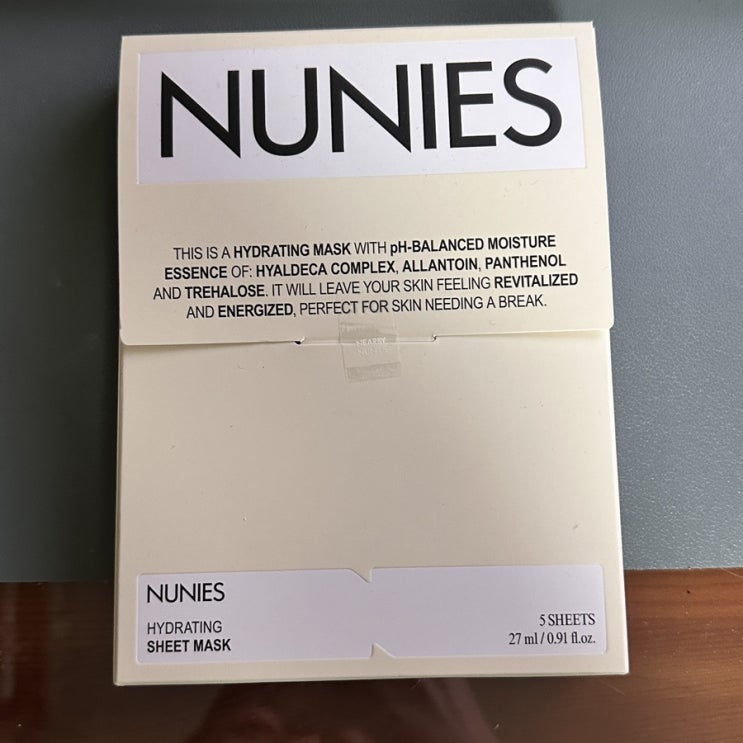 NUNIES
THIS IS A HYDRATING MASK WITH pH-BALANCED MOISTURE
ESSENCE OF: HYALDECA COMPLEX, ALLANTOIN, PANTHENOL
AND TREHALOSE. IT WILL LEAVE YOUR SKIN FEELING REVITALIZED
AND ENERGIZED, PERFECT FOR SKIN NEEDING A BREAK.
NUNIES
NUNIES
HYDRATING
SHEET MASK
5 SHEETS
27 ml / 0.91 fl.oz.